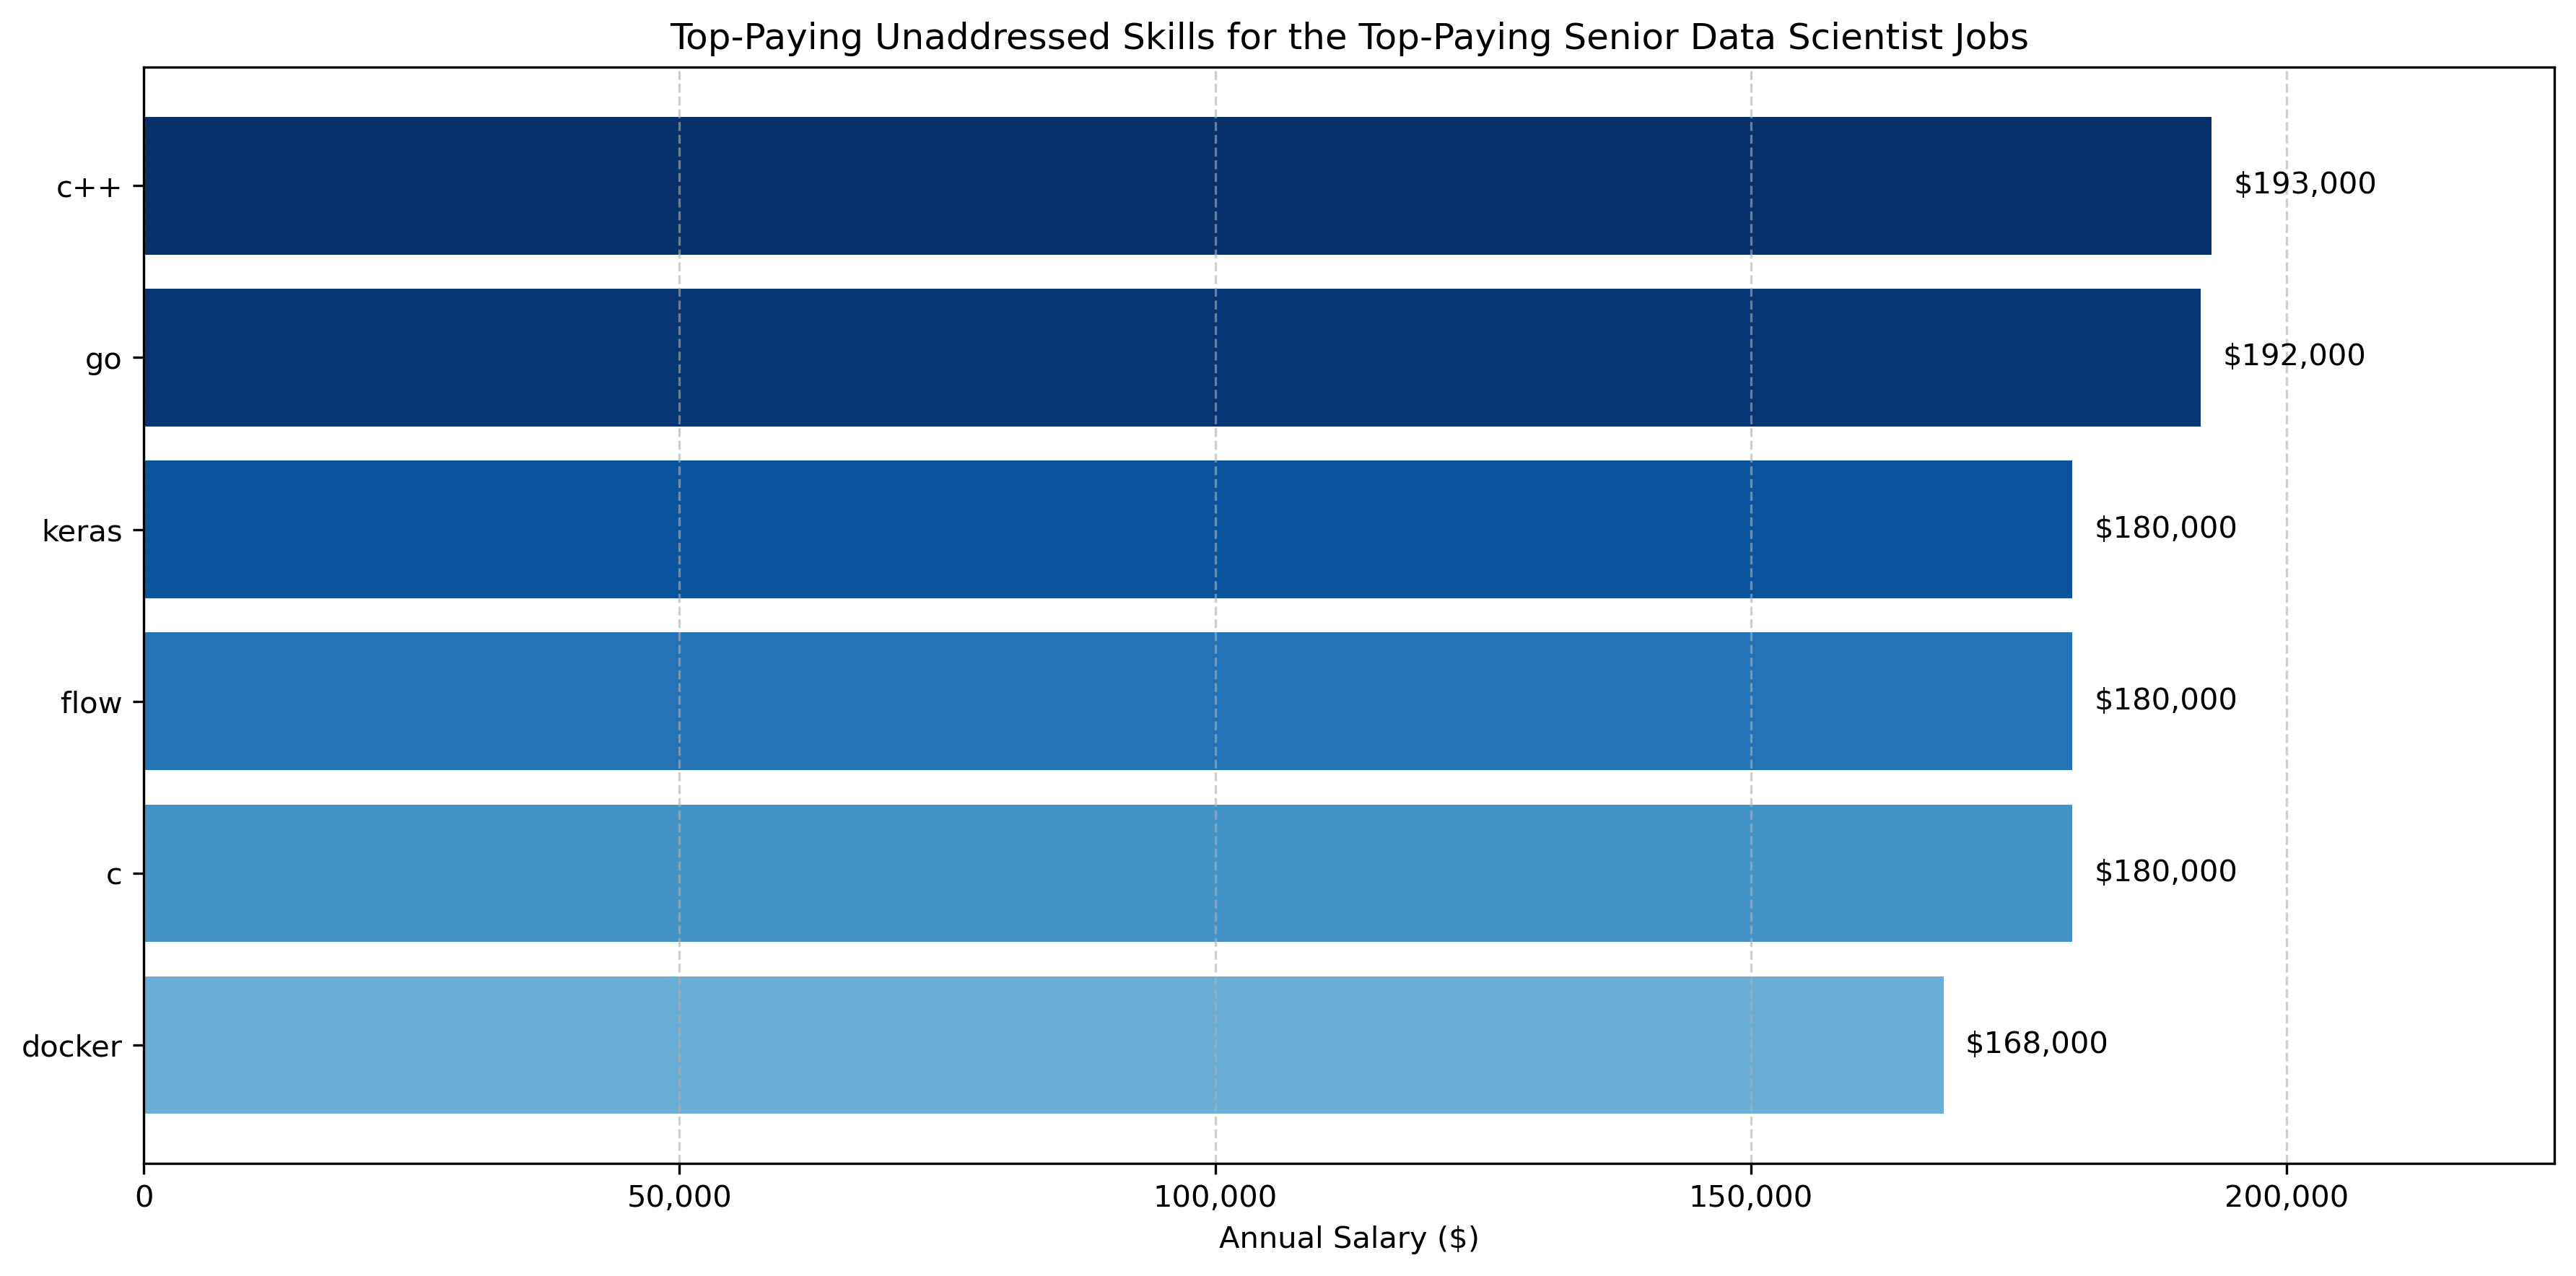 Top-Paying Unaddressed Skills for the Top-Paying Senior Data Scientist Jobs
c++
$193,000
go
$192,000
keras
$180,000
flow
$180,000
c
$180,000
docker
$168,000
0
50,000
100,000
150,000
200,000
Annual Salary ($)